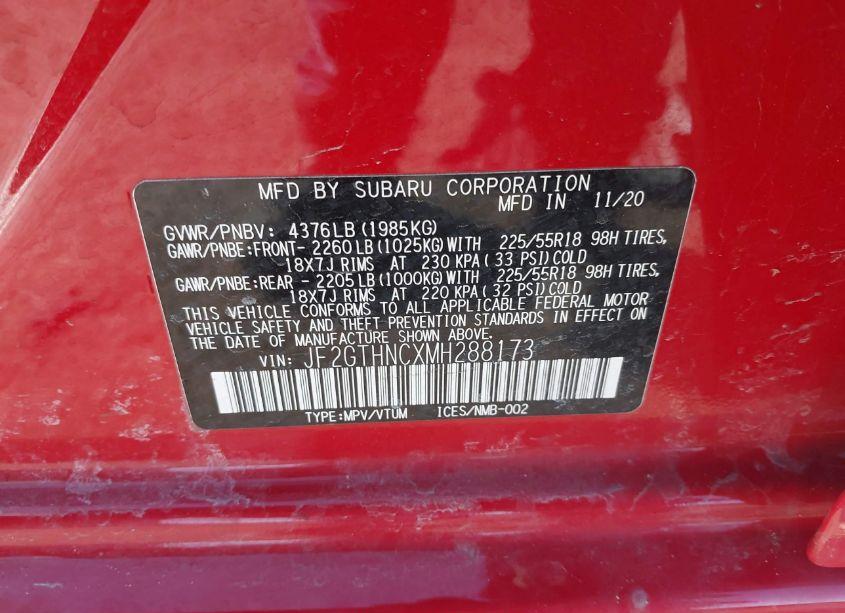 MFD BY SUBARU CORPORATION
MFD IN 11/20
GVWR/PNBV: 4376LB(1985KG)
GAWR/PNBE:FRONT- 2260LB(1025KG)WITH 225/55R18 98H TIRES,
18X7J RIMS AT 230 KPA(33 PSI)COLD
GAWR/PNBE:REAR - 2205LB(1000KG)WITH 225/55R18 98H TIRES,
18X7J RIMS AT 220 KPA(32 PSI)COLD
THIS VEHICLE CONFORMS TO ALL APPLICABLE FEDERAL MOTOR
VEHICLE SAFETY AND THEFT PREVENTION STANDARDS IN EFFECT ON
THE DATE OF MANUFACTURE SHOWN ABOVE.
VIN: JF2GTHNCXMH288173
TYPE:MPV/VTUM ICES/NMB-002